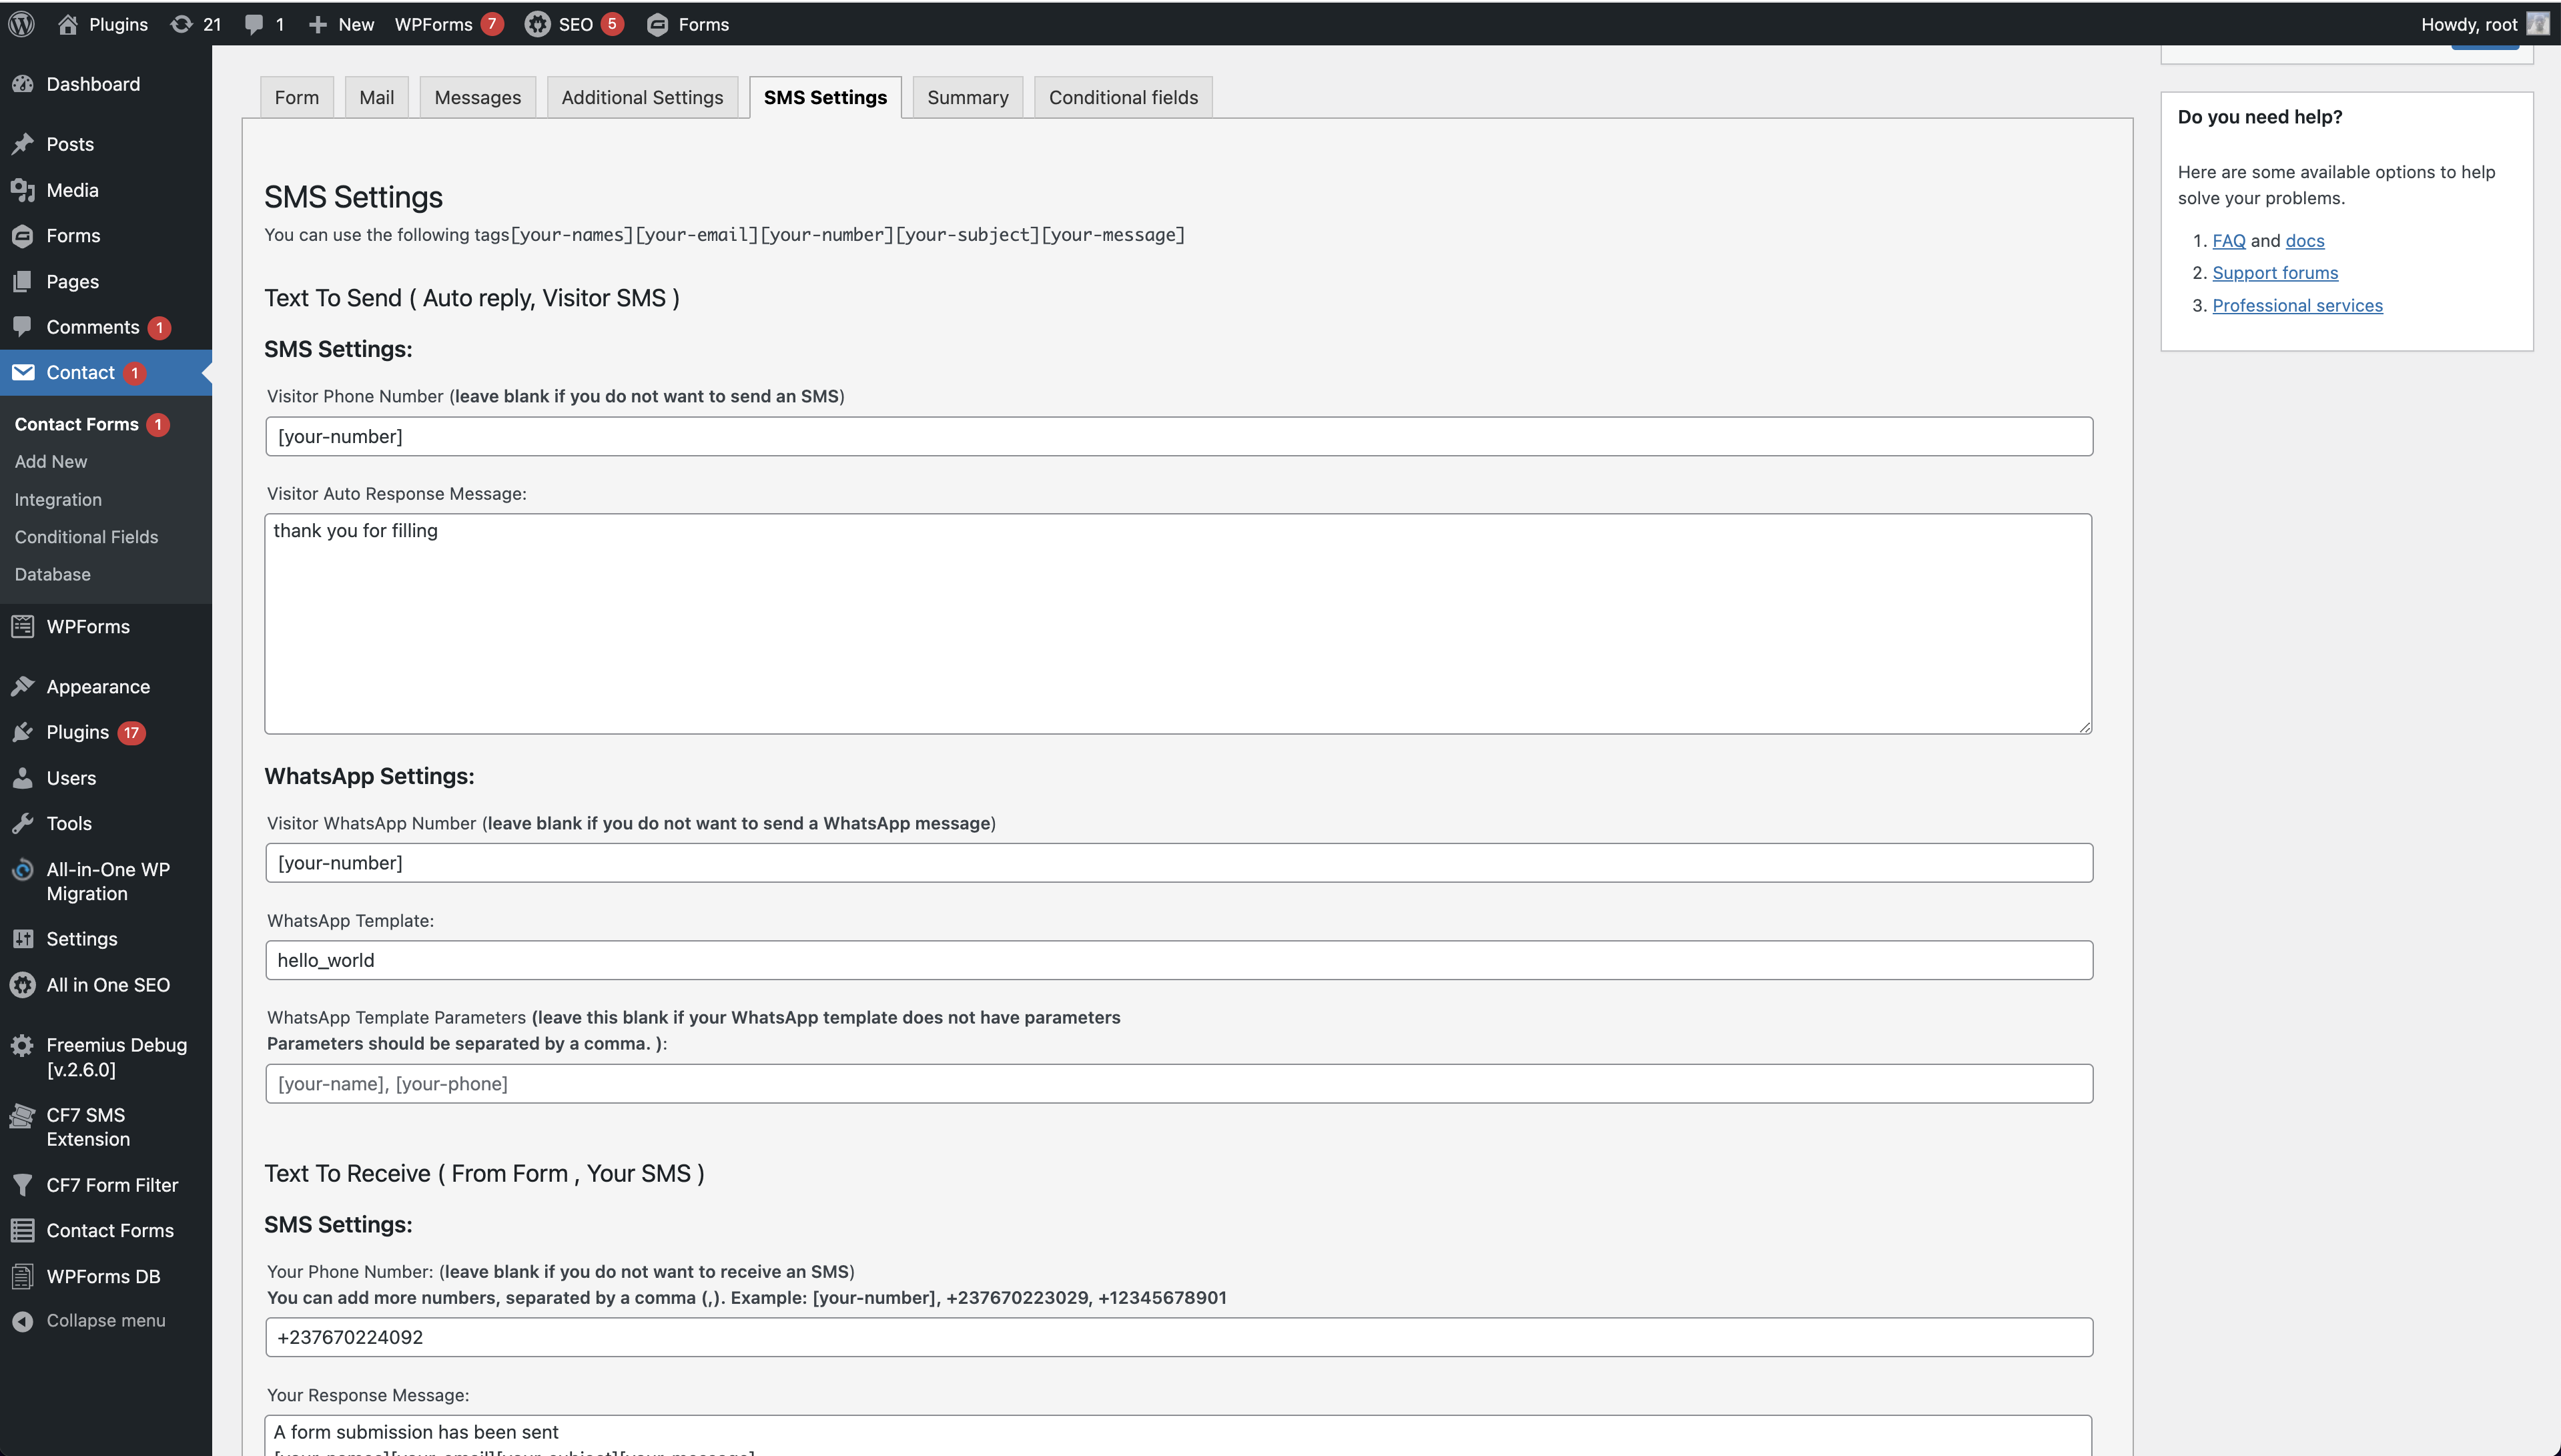 Plugins 21 1 New WPForms 7 SEO 5 Forms Howdy, root
Dashboard
Posts
Media
Forms
Pages
Comments 1
Contact 1
Contact Forms 1
Add New
Integration
Conditional Fields
Database
WPForms
Appearance
Plugins 17
Users
Tools
All-in-One WP
Migration
Settings
All in One SEO
Freemius Debug
[v.2.6.0]
CF7 SMS
Extension
CF7 Form Filter
Contact Forms
WPForms DB
Collapse menu
Form Mail Messages Additional Settings SMS Settings Summary Conditional fields
SMS Settings
You can use the following tags[your-names][your-email][your-number][your-subject][your-message]
Text To Send ( Auto reply, Visitor SMS )
SMS Settings:
Visitor Phone Number (leave blank if you do not want to send an SMS)
[your-number]
Visitor Auto Response Message:
thank you for filling
WhatsApp Settings:
Visitor WhatsApp Number (leave blank if you do not want to send a WhatsApp message)
[your-number]
WhatsApp Template:
hello_world
WhatsApp Template Parameters (leave this blank if your WhatsApp template does not have parameters
Parameters should be separated by a comma. ):
[your-name], [your-phone]
Text To Receive ( From Form , Your SMS )
SMS Settings:
Your Phone Number: (leave blank if you do not want to receive an SMS)
You can add more numbers, separated by a comma (,). Example: [your-number], +237670223029, +12345678901
+237670224092
Your Response Message:
A form submission has been sent
[your-names][your-email][your-subject][your-message]
Do you need help?
Here are some available options to help
solve your problems.
1. FAQ and docs
2. Support forums
3. Professional services